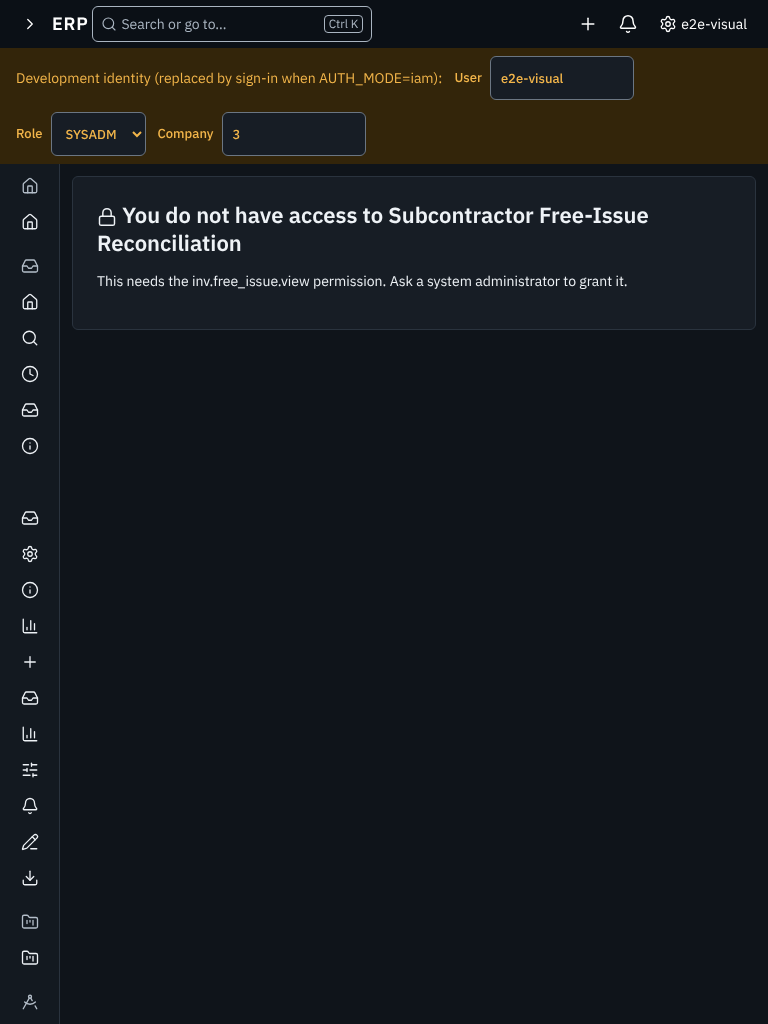 ERP
Search or go to...
Ctrl K
e2e-visual
Development identity (replaced by sign-in when AUTH_MODE=iam):
User
e2e-visual
Role
SYSADM
Company
3
You do not have access to Subcontractor Free-Issue
Reconciliation
This needs the inv.free_issue.view permission. Ask a system administrator to grant it.